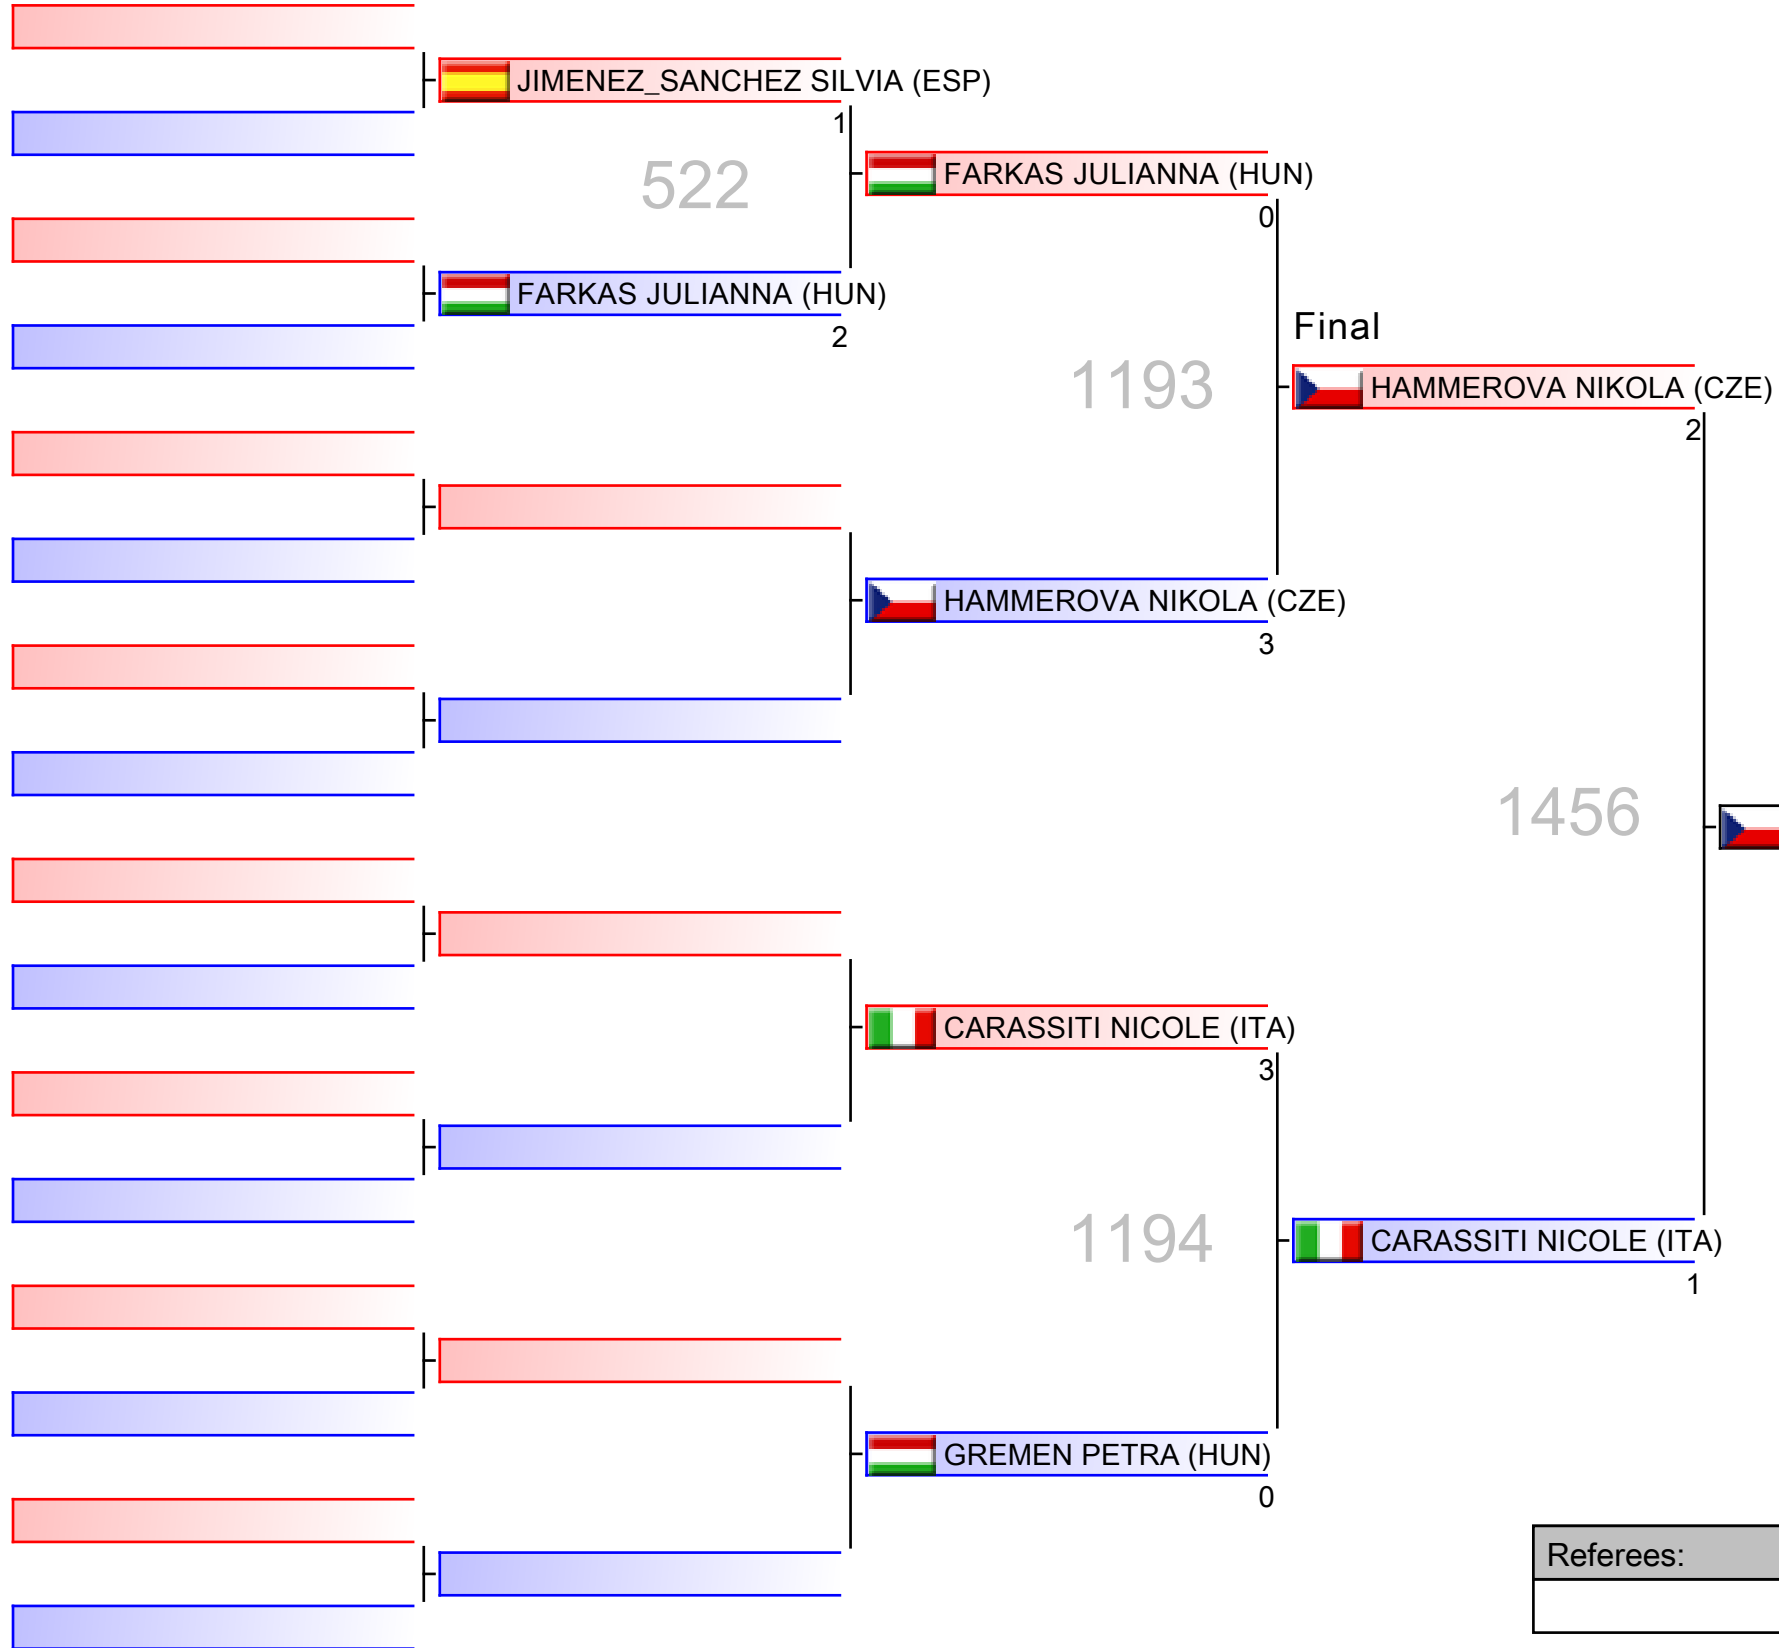 JIMENEZ_SANCHEZ SILVIA (ESP)
1
522
FARKAS JULIANNA (HUN)
0
FARKAS JULIANNA (HUN)
2
Final
1193
HAMMEROVA NIKOLA (CZE)
2
HAMMEROVA NIKOLA (CZE)
3
1456
CARASSITI NICOLE (ITA)
3
1194
CARASSITI NICOLE (ITA)
1
GREMEN PETRA (HUN)
0
Referees: